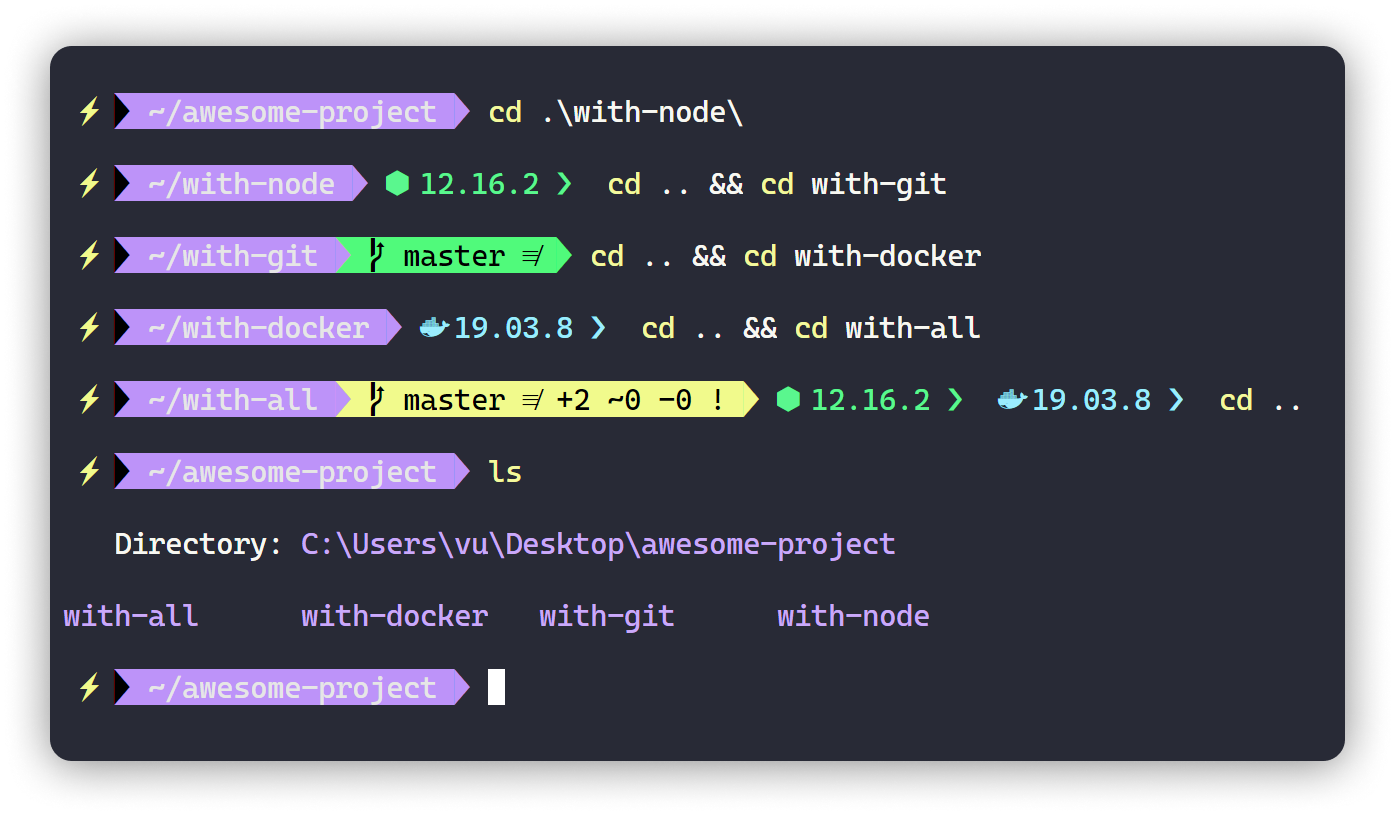 ⚡ ~/awesome-project cd .\with-node\
⚡ ~/with-node ⬢ 12.16.2 ❯ cd .. && cd with-git
⚡ ~/with-git master ≢ cd .. && cd with-docker
⚡ ~/with-docker 19.03.8 ❯ cd .. && cd with-all
⚡ ~/with-all master ≢ +2 ~0 -0 ! ⬢ 12.16.2 ❯ 19.03.8 ❯ cd ..
⚡ ~/awesome-project ls
Directory: C:\Users\vu\Desktop\awesome-project
with-all with-docker with-git with-node
⚡ ~/awesome-project